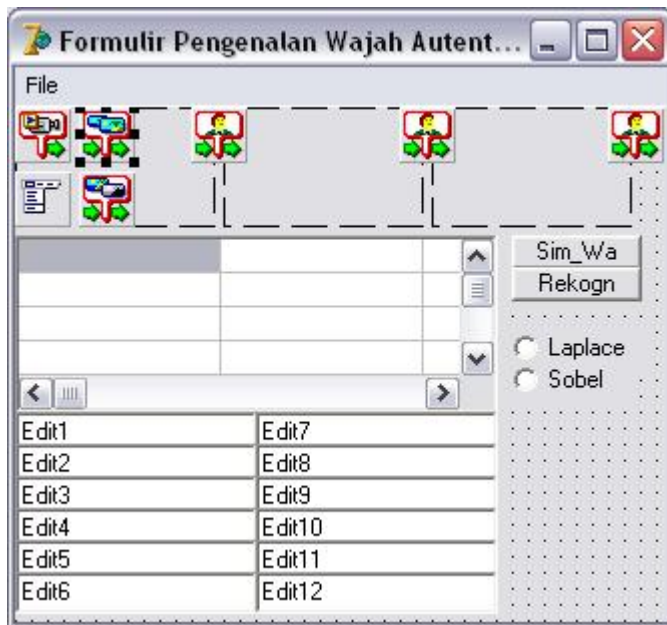 Formulir Pengenalan Wajah Autent...
File
Sim_Wa
Rekogn
Laplace
Sobel
Edit1 Edit7
Edit2 Edit8
Edit3 Edit9
Edit4 Edit10
Edit5 Edit11
Edit6 Edit12